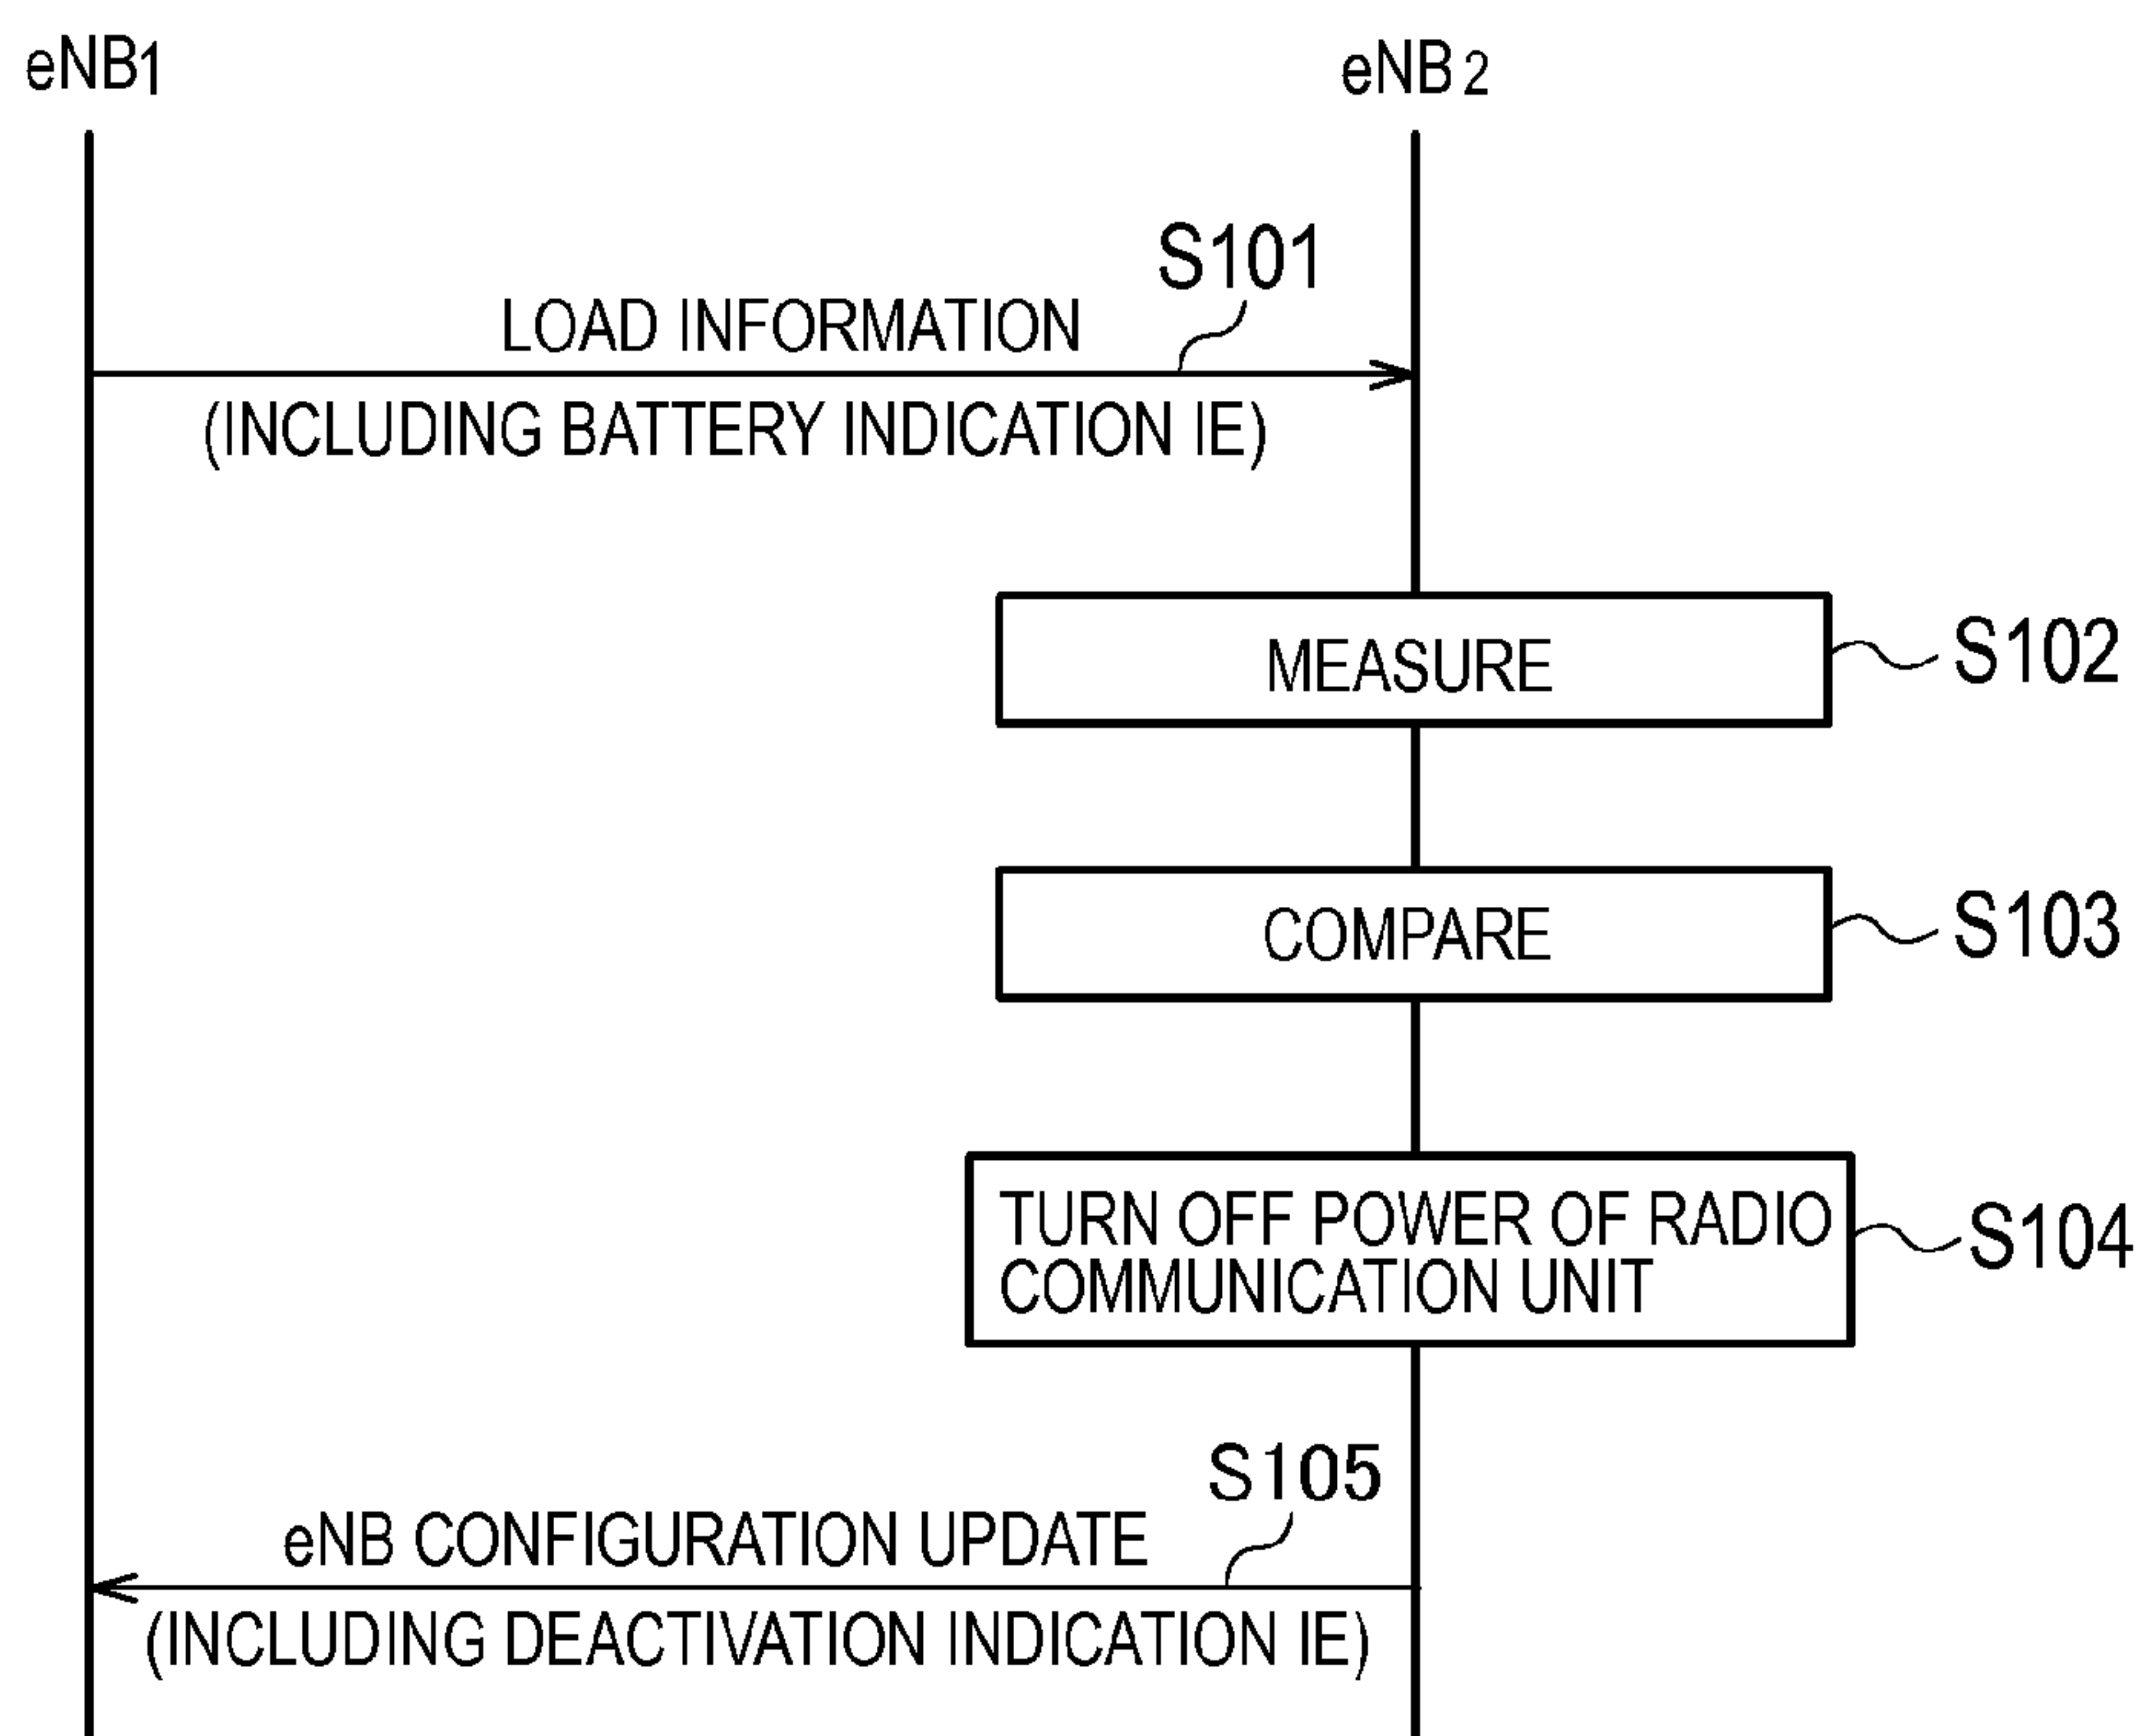 eNB1
eNB2
S101
LOAD INFORMATION
(INCLUDING BATTERY INDICATION IE)
MEASURE
S102
COMPARE
S103
TURN OFF POWER OF RADIO
COMMUNICATION UNIT
S104
S105
eNB CONFIGURATION UPDATE
(INCLUDING DEACTIVATION INDICATION IE)